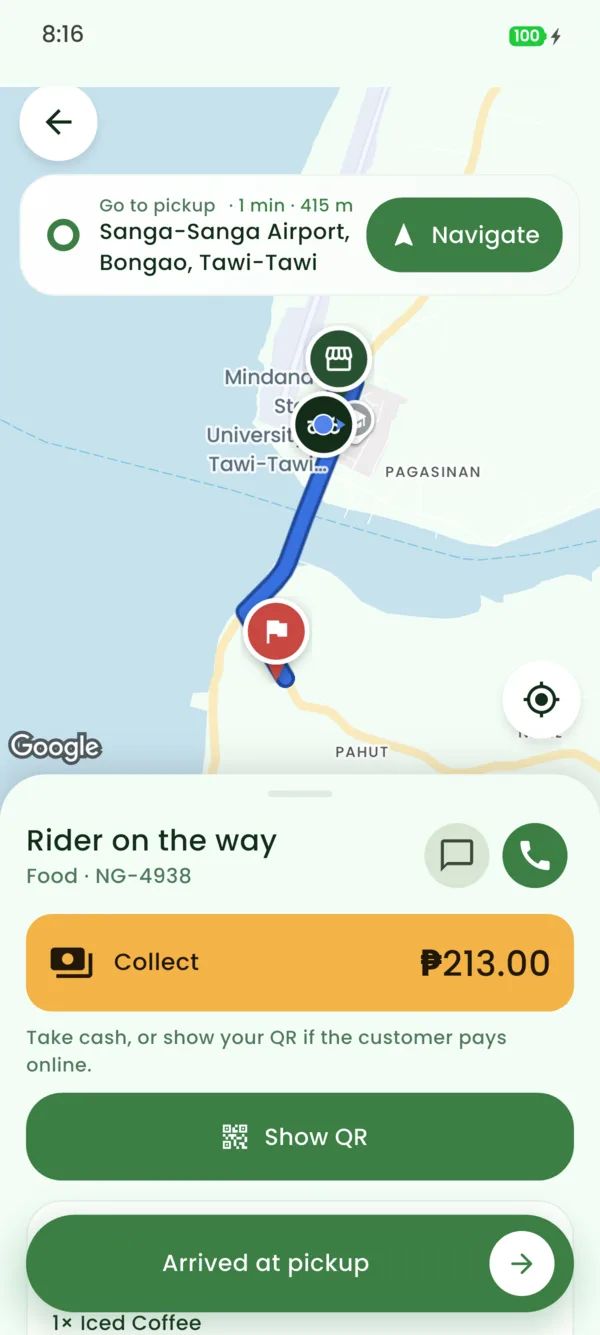 8:16
100
Go to pickup · 1 min · 415 m
Sanga-Sanga Airport,
Bongao, Tawi-Tawi
Navigate
Mindana
Sta
Universit
Tawi-Tawi...
PAGASINAN
PAHUT
Google
Rider on the way
Food · NG-4938
Collect
₱213.00
Take cash, or show your QR if the customer pays
online.
Show QR
Arrived at pickup
1× Iced Coffee